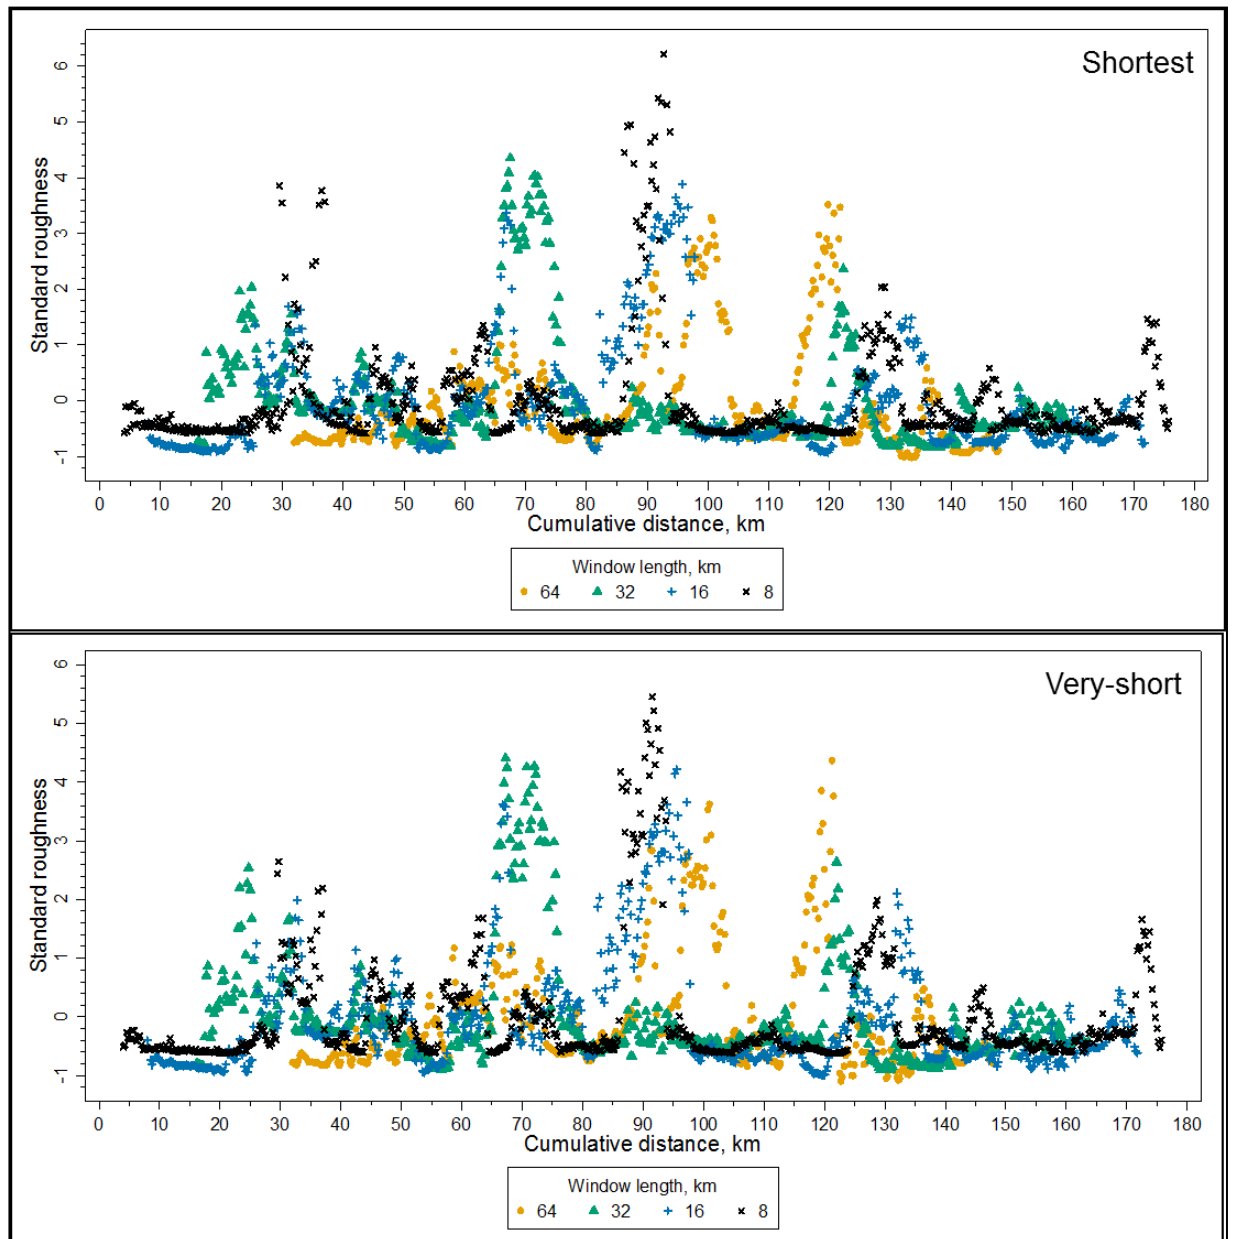 Shortest
Standard roughness
6
5
4
3
2
1
0
-1
0 10 20 30 40 50 60 70 80 90 100 110 120 130 140 150 160 170 180
Cumulative distance, km
Window length, km
64 32 16 8
Very-short
Standard roughness
6
5
4
3
2
1
0
-1
0 10 20 30 40 50 60 70 80 90 100 110 120 130 140 150 160 170 180
Cumulative distance, km
Window length, km
64 32 16 8